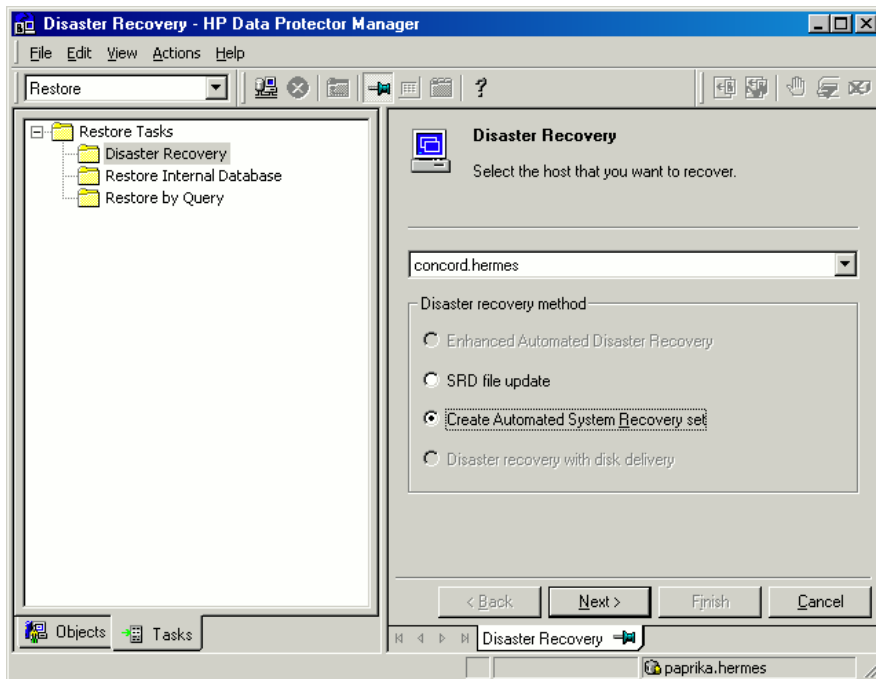 Disaster Recovery - HP Data Protector Manager
File Edit View Actions Help
Restore
?
Restore Tasks
Disaster Recovery
Restore Internal Database
Restore by Query
Disaster Recovery
Select the host that you want to recover.
concord.hermes
Disaster recovery method
Enhanced Automated Disaster Recovery
SRD file update
Create Automated System Recovery set
Disaster recovery with disk delivery
< Back Next > Finish Cancel
Objects Tasks
Disaster Recovery
paprika.hermes